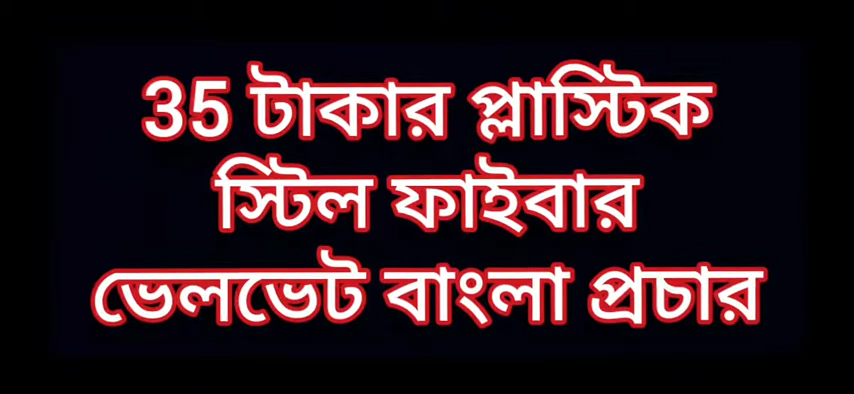 35 টাকার প্লাস্টিক
স্টিল ফাইবার
ভেলভেট বাংলা প্রচার